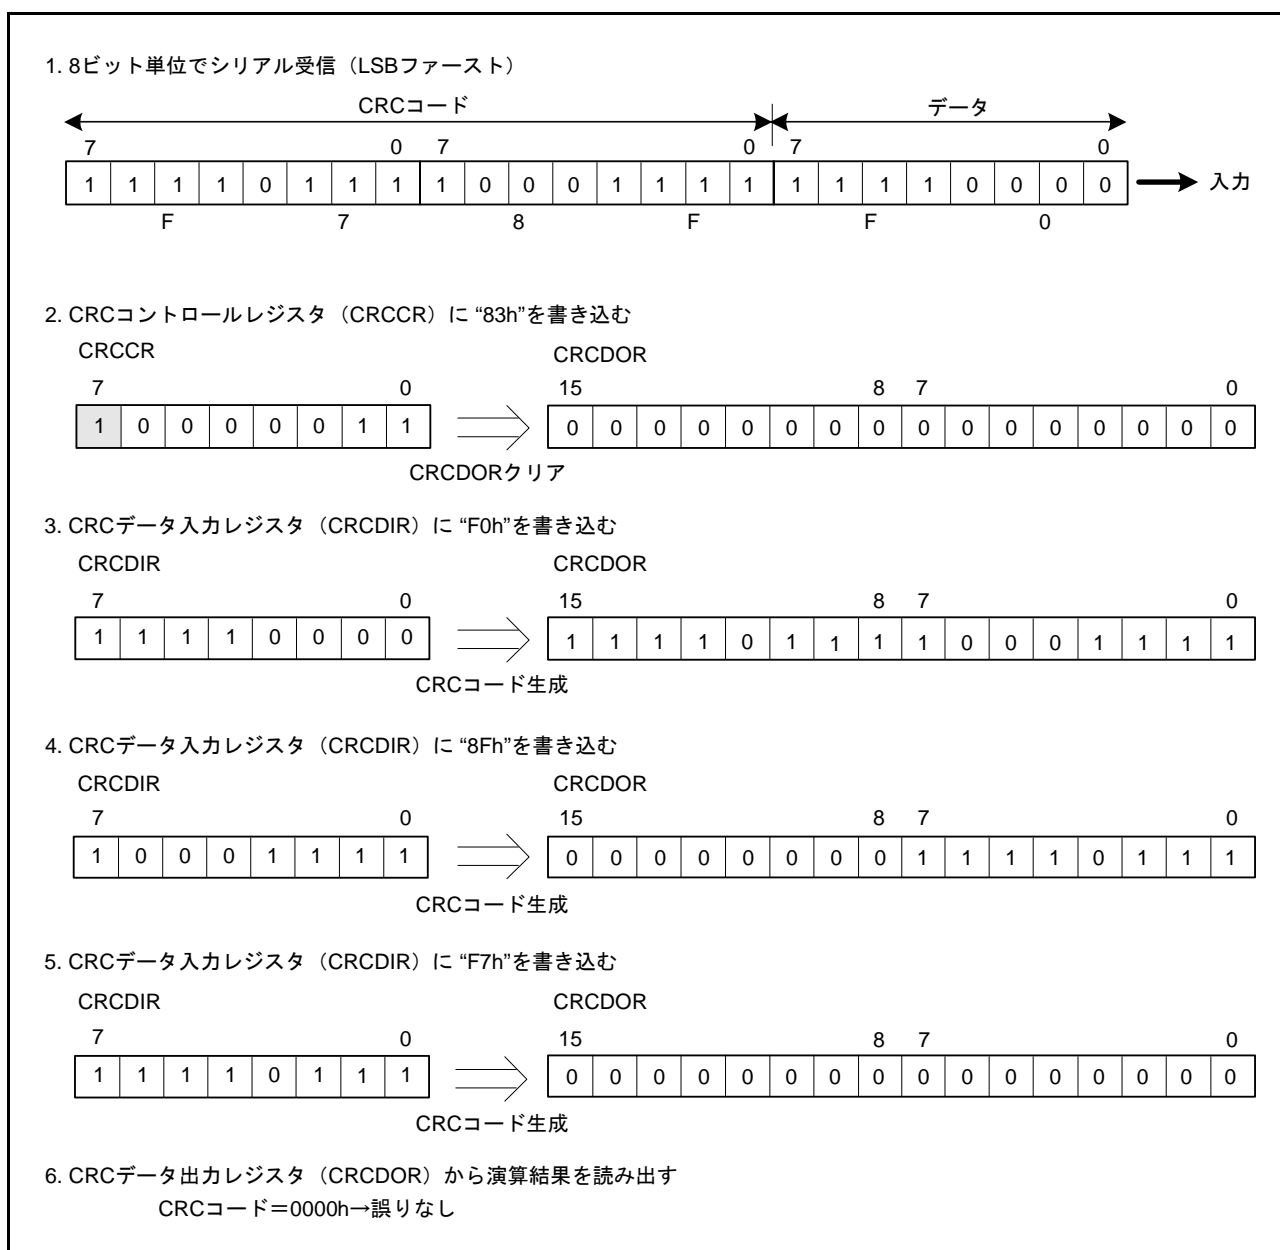 1. 8ビット単位でシリアル受信（LSBファースト）
CRCコード データ
7 0 7 0 7 0
1 1 1 1 0 1 1 1 1 0 0 0 1 1 1 1 1 1 1 1 0 0 0 0 入力
F 7 8 F F 0
2. CRCコントロールレジスタ（CRCCR）に “83h”を書き込む
CRCCR CRCDOR
7 0 15 8 7 0
1 0 0 0 0 0 1 1 0 0 0 0 0 0 0 0 0 0 0 0 0 0 0 0
CRCDORクリア
3. CRCデータ入力レジスタ（CRCDIR）に “F0h”を書き込む
CRCDIR CRCDOR
7 0 15 8 7 0
1 1 1 1 0 0 0 0 1 1 1 1 0 1 1 1 1 0 0 0 1 1 1 1
CRCコード生成
4. CRCデータ入力レジスタ（CRCDIR）に “8Fh”を書き込む
CRCDIR CRCDOR
7 0 15 8 7 0
1 0 0 0 1 1 1 1 0 0 0 0 0 0 0 0 1 1 1 1 0 1 1 1
CRCコード生成
5. CRCデータ入力レジスタ（CRCDIR）に “F7h”を書き込む
CRCDIR CRCDOR
7 0 15 8 7 0
1 1 1 1 0 1 1 1 0 0 0 0 0 0 0 0 0 0 0 0 0 0 0 0
CRCコード生成
6. CRCデータ出力レジスタ（CRCDOR）から演算結果を読み出す
CRCコード＝0000h→誤りなし